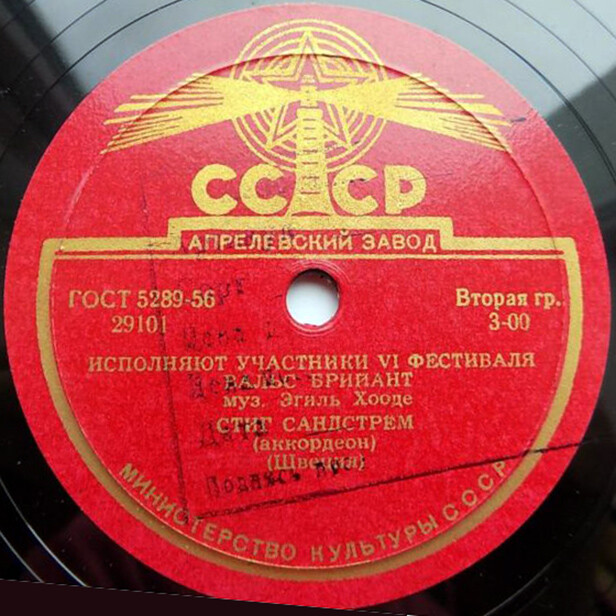 СССР
АПРЕЛЕВСКИЙ ЗАВОД
ГОСТ 5289-56
29101
Вторая гр.
3-00
ИСПОЛНЯЮТ УЧАСТНИКИ VI ФЕСТИВАЛЯ
ВАЛЬС БРИЙАНТ
муз. Эгиль Хооде
СТИГ САНДСТРЕМ
(аккордеон)
(Швеция)
МИНИСТЕРСТВО КУЛЬТУРЫ СССР